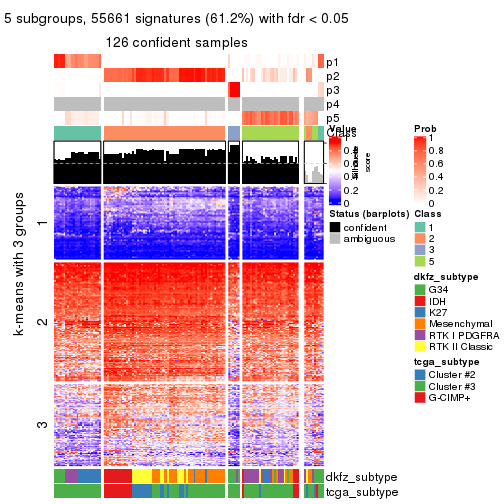 5 subgroups, 55661 signatures (61.2%) with fdr < 0.05
126 confident samples
p1
p2
p3
p4
p5
Class
k-means with 3 groups
1
2
3
dkfz_subtype
tcga_subtype
Value
1
0.8
0.6
0.4
0.2
0
score
Status (barplots)
confident
ambiguous
Prob
1
0.8
0.6
0.4
0.2
0
Class
1
2
3
5
dkfz_subtype
G34
IDH
K27
Mesenchymal
RTK I PDGFRA
RTK II Classic
tcga_subtype
Cluster #2
Cluster #3
G-CIMP+